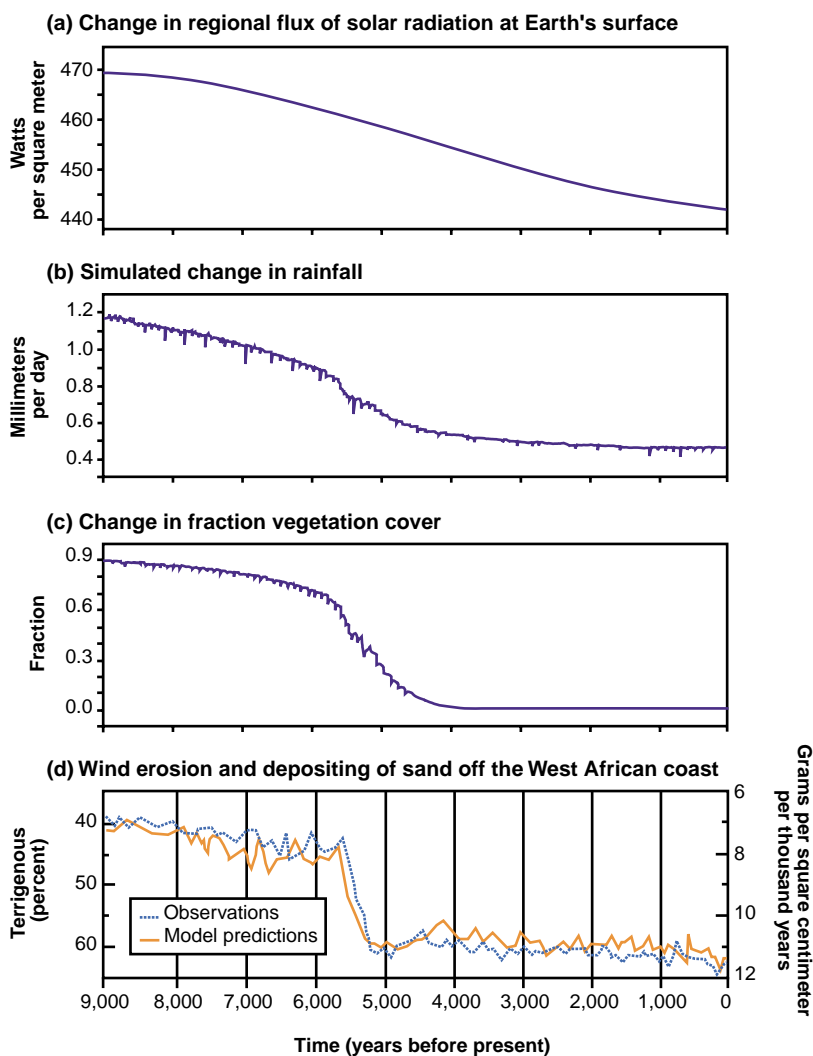 (a) Change in regional flux of solar radiation at Earth's surface
Watts
per square meter
470
460
450
440
(b) Simulated change in rainfall
Millimeters
per day
1.2
1.0
0.8
0.6
0.4
(c) Change in fraction vegetation cover
Fraction
0.9
0.6
0.3
0.0
(d) Wind erosion and depositing of sand off the West African coast
Terrigenous
(percent)
40
50
60
Observations
Model predictions
6
8
10
12
Grams per square centimeter
per thousand years
9,000 8,000 7,000 6,000 5,000 4,000 3,000 2,000 1,000 0
Time (years before present)